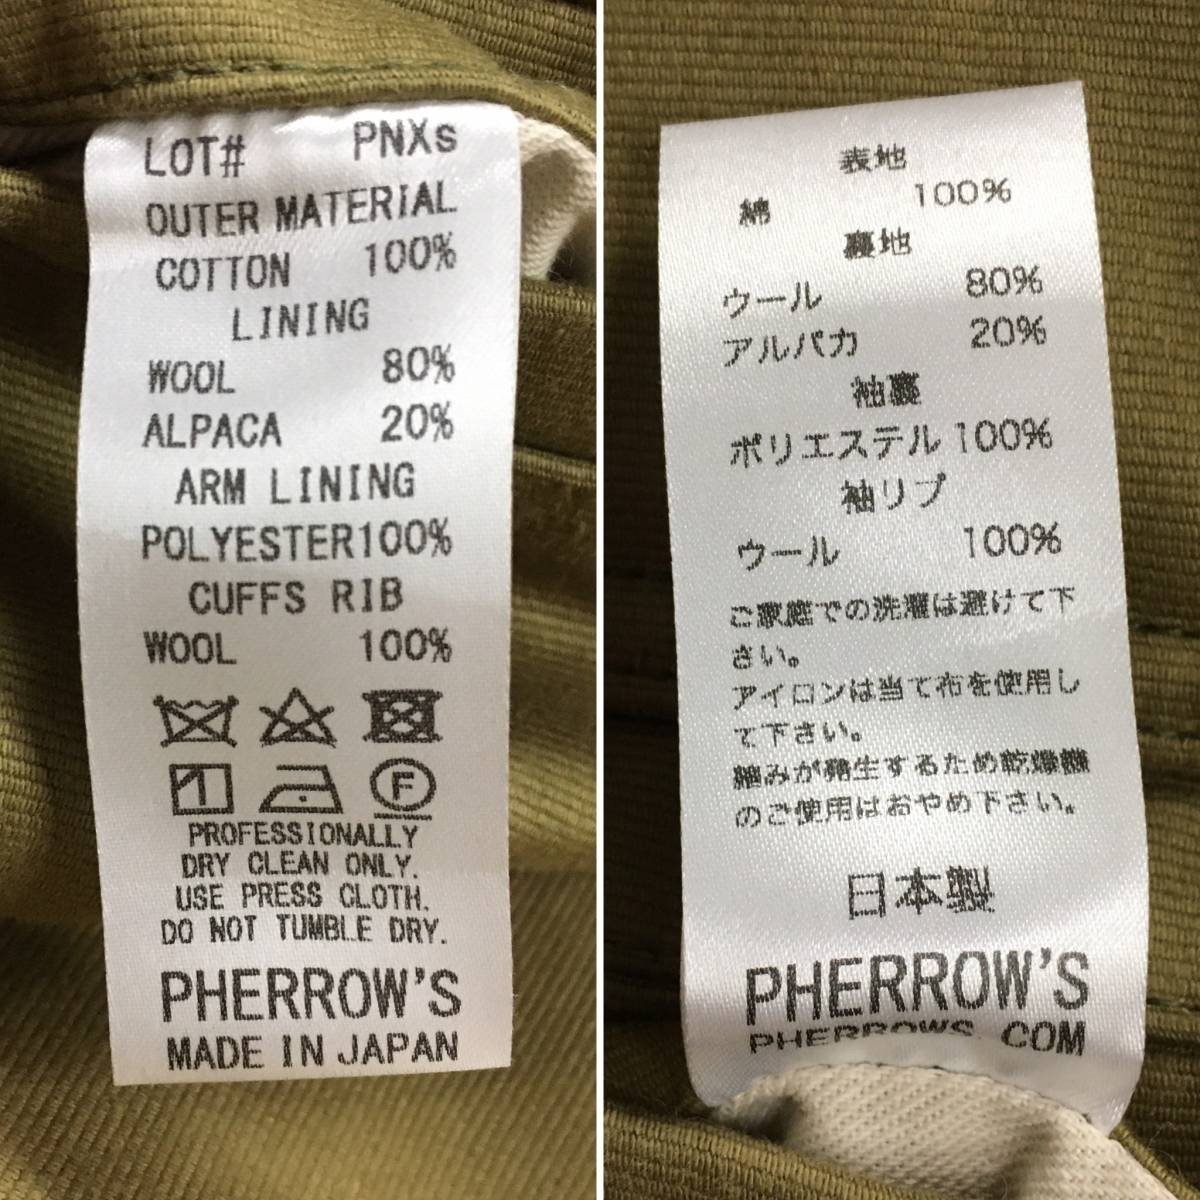 LOT# PNXs
OUTER MATERIAL
COTTON 100%
LINING
WOOL 80%
ALPACA 20%
ARM LINING
POLYESTER100%
CUFFS RIB
WOOL 100%
1
F
PROFESSIONALLY
DRY CLEAN ONLY.
USE PRESS CLOTH.
DO NOT TUMBLE DRY.
PHERROW'S
MADE IN JAPAN
表地
綿 100%
裏地
ウール 80%
アルパカ 20%
袖裏
ポリエステル 100%
袖リブ
ウール 100%
ご家庭での洗濯は避けて下
さい。
アイロンは当て布を使用し
て下さい。
縮みが発生するため乾燥機
のご使用はおやめ下さい。
日本製
PHERROW'S
PHERROWS.COM